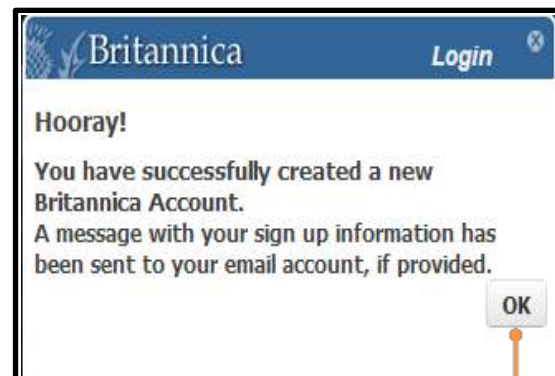 Britannica Login
Hooray!
You have successfully created a new
Britannica Account.
A message with your sign up information has
been sent to your email account, if provided.
OK